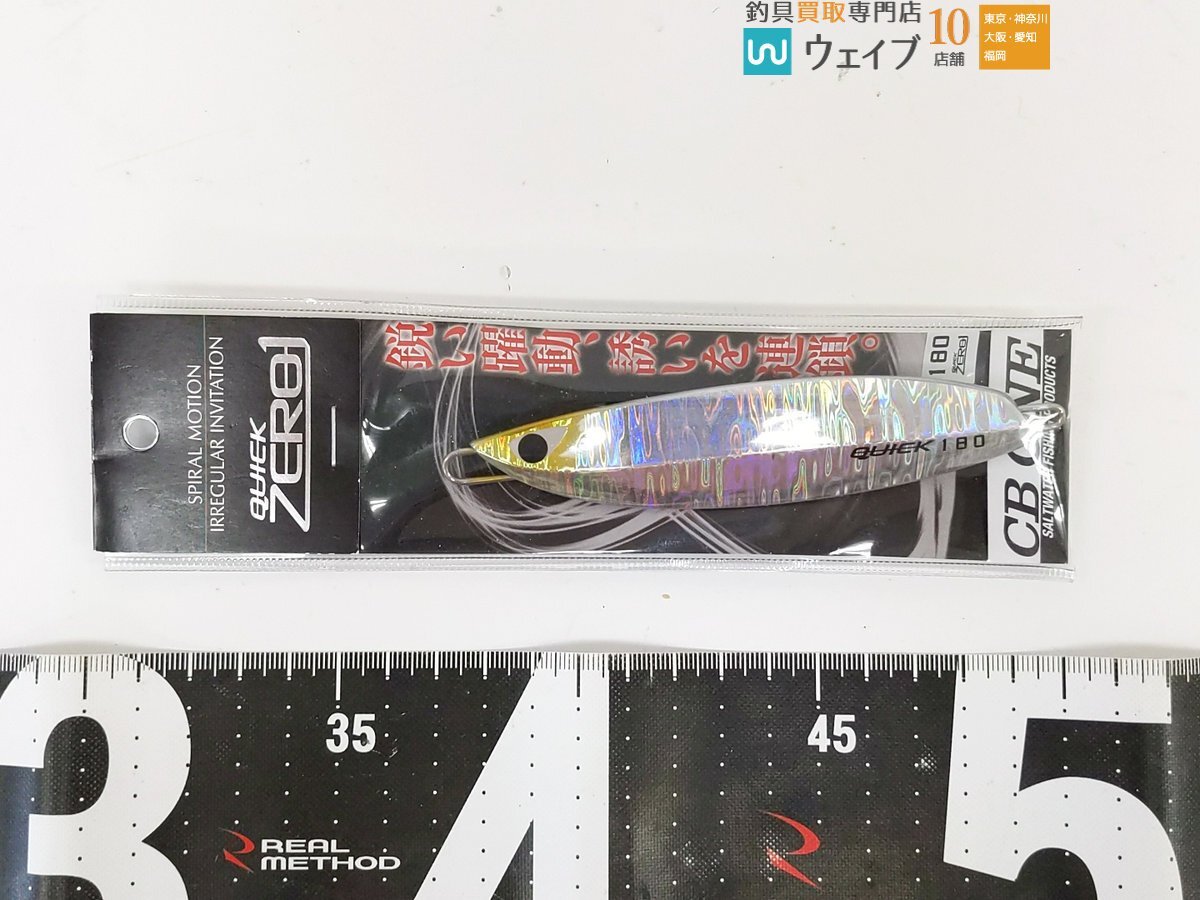 釣具買取専門店
ウェイブ
10
店舗
東京・神奈川
大阪・愛知
福岡
SPIRAL MOTION
IRREGULAR INVITATION
QUICK
ZERO1
鋭い躍動、誘いを連鎖。
180
QUICK
ZERO1
QUICK 180
CB ONE
SALTWATER FISHING PRODUCTS
35
45
3
4
5
REAL
METHOD